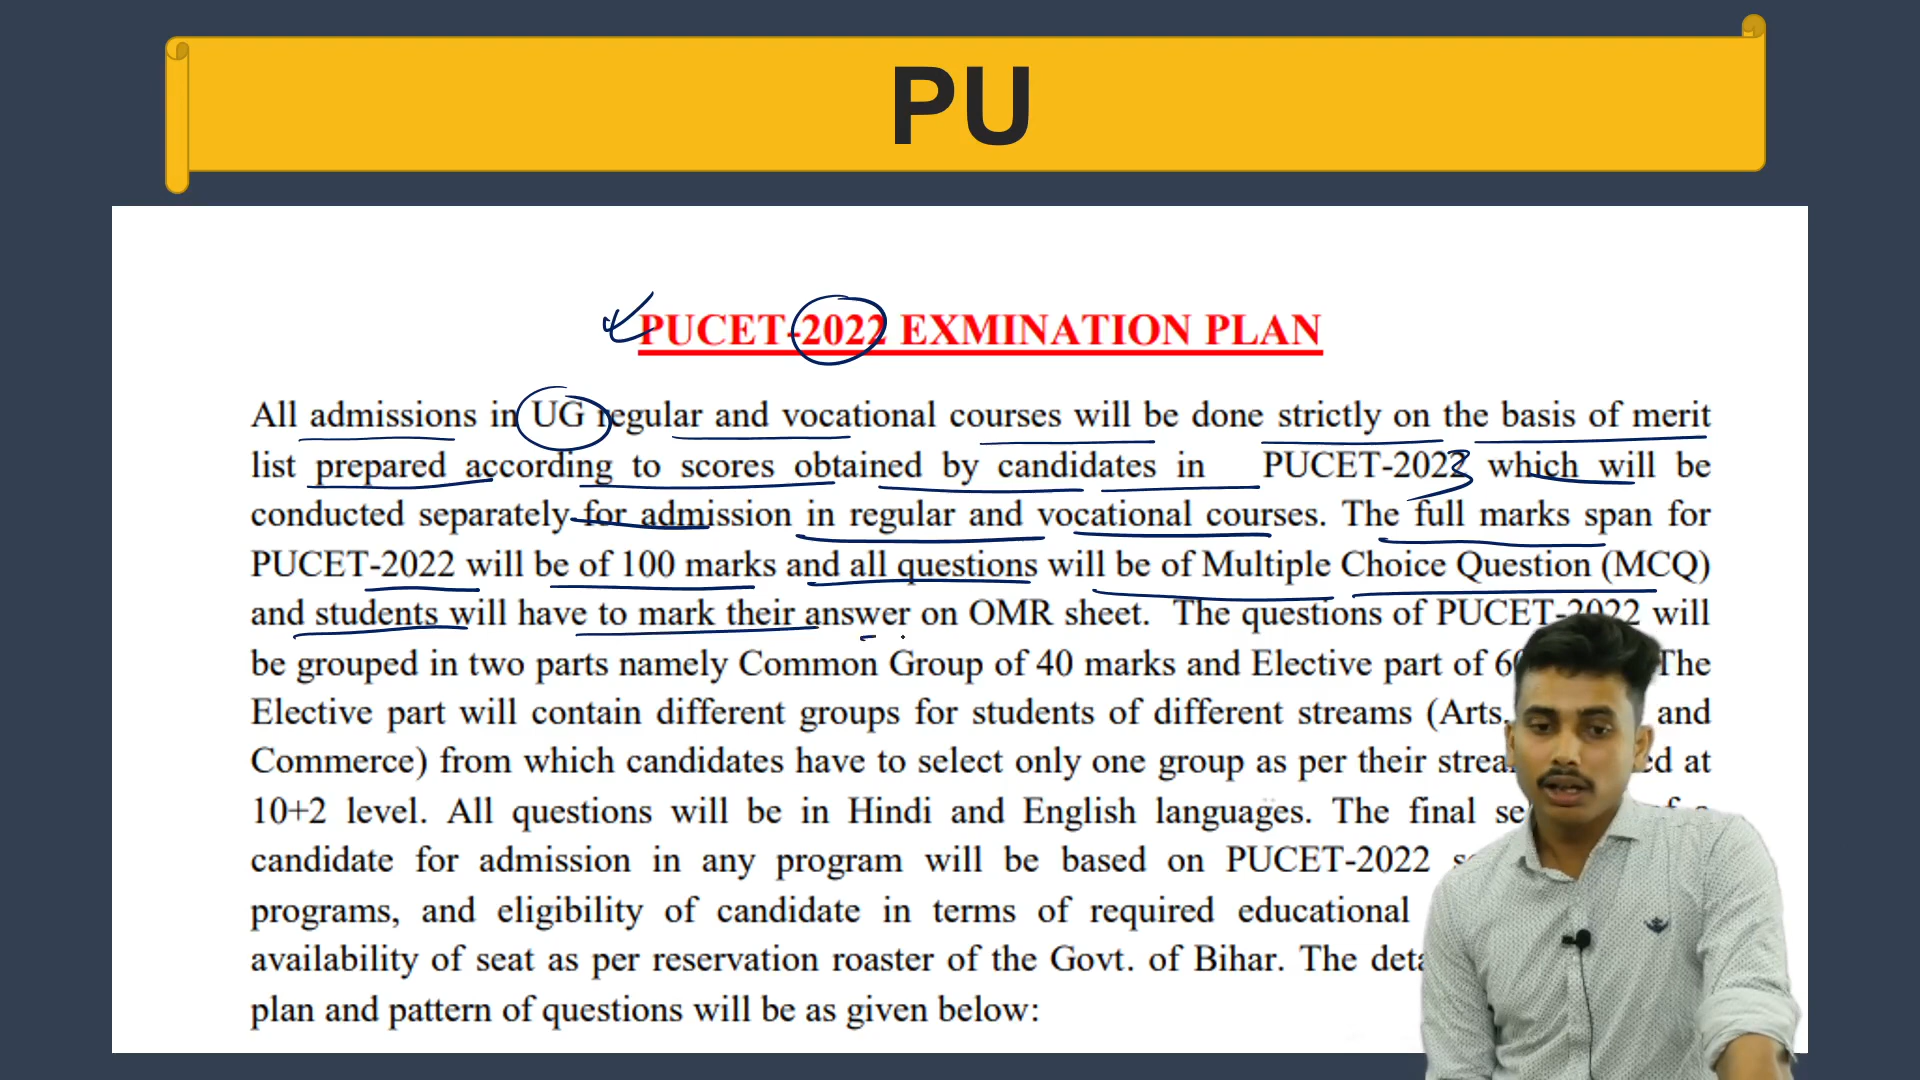 PU
PUCET-2022 EXMINATION PLAN
All admissions in UG regular and vocational courses will be done strictly on the basis of merit
list prepared according to scores obtained by candidates in PUCET-2022 which will be
conducted separately for admission in regular and vocational courses. The full marks span for
PUCET-2022 will be of 100 marks and all questions will be of Multiple Choice Question (MCQ)
and students will have to mark their answer on OMR sheet. The questions of PUCET-2022 will
be grouped in two parts namely Common Group of 40 marks and Elective part of The
Elective part will contain different groups for students of different streams (Arts, and
Commerce) from which candidates have to select only one group as per their at
10+2 level. All questions will be in Hindi and English languages. The final
candidate for admission in any program will be based on PUCET-2022
programs, and eligibility of candidate in terms of required educational
availability of seat as per reservation roaster of the Govt. of Bihar. The
plan and pattern of questions will be as given below: